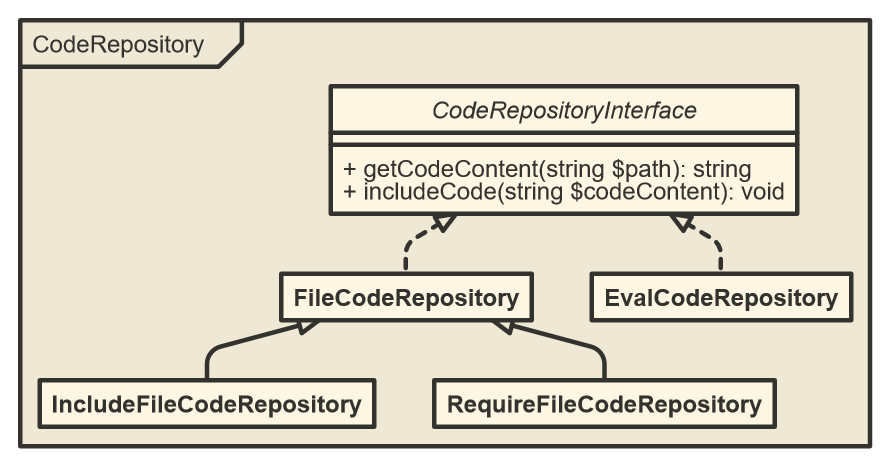 CodeRepository
CodeRepositoryInterface
+ getCodeContent(string $path): string
+ includeCode(string $codeContent): void
FileCodeRepository
EvalCodeRepository
IncludeFileCodeRepository
RequireFileCodeRepository